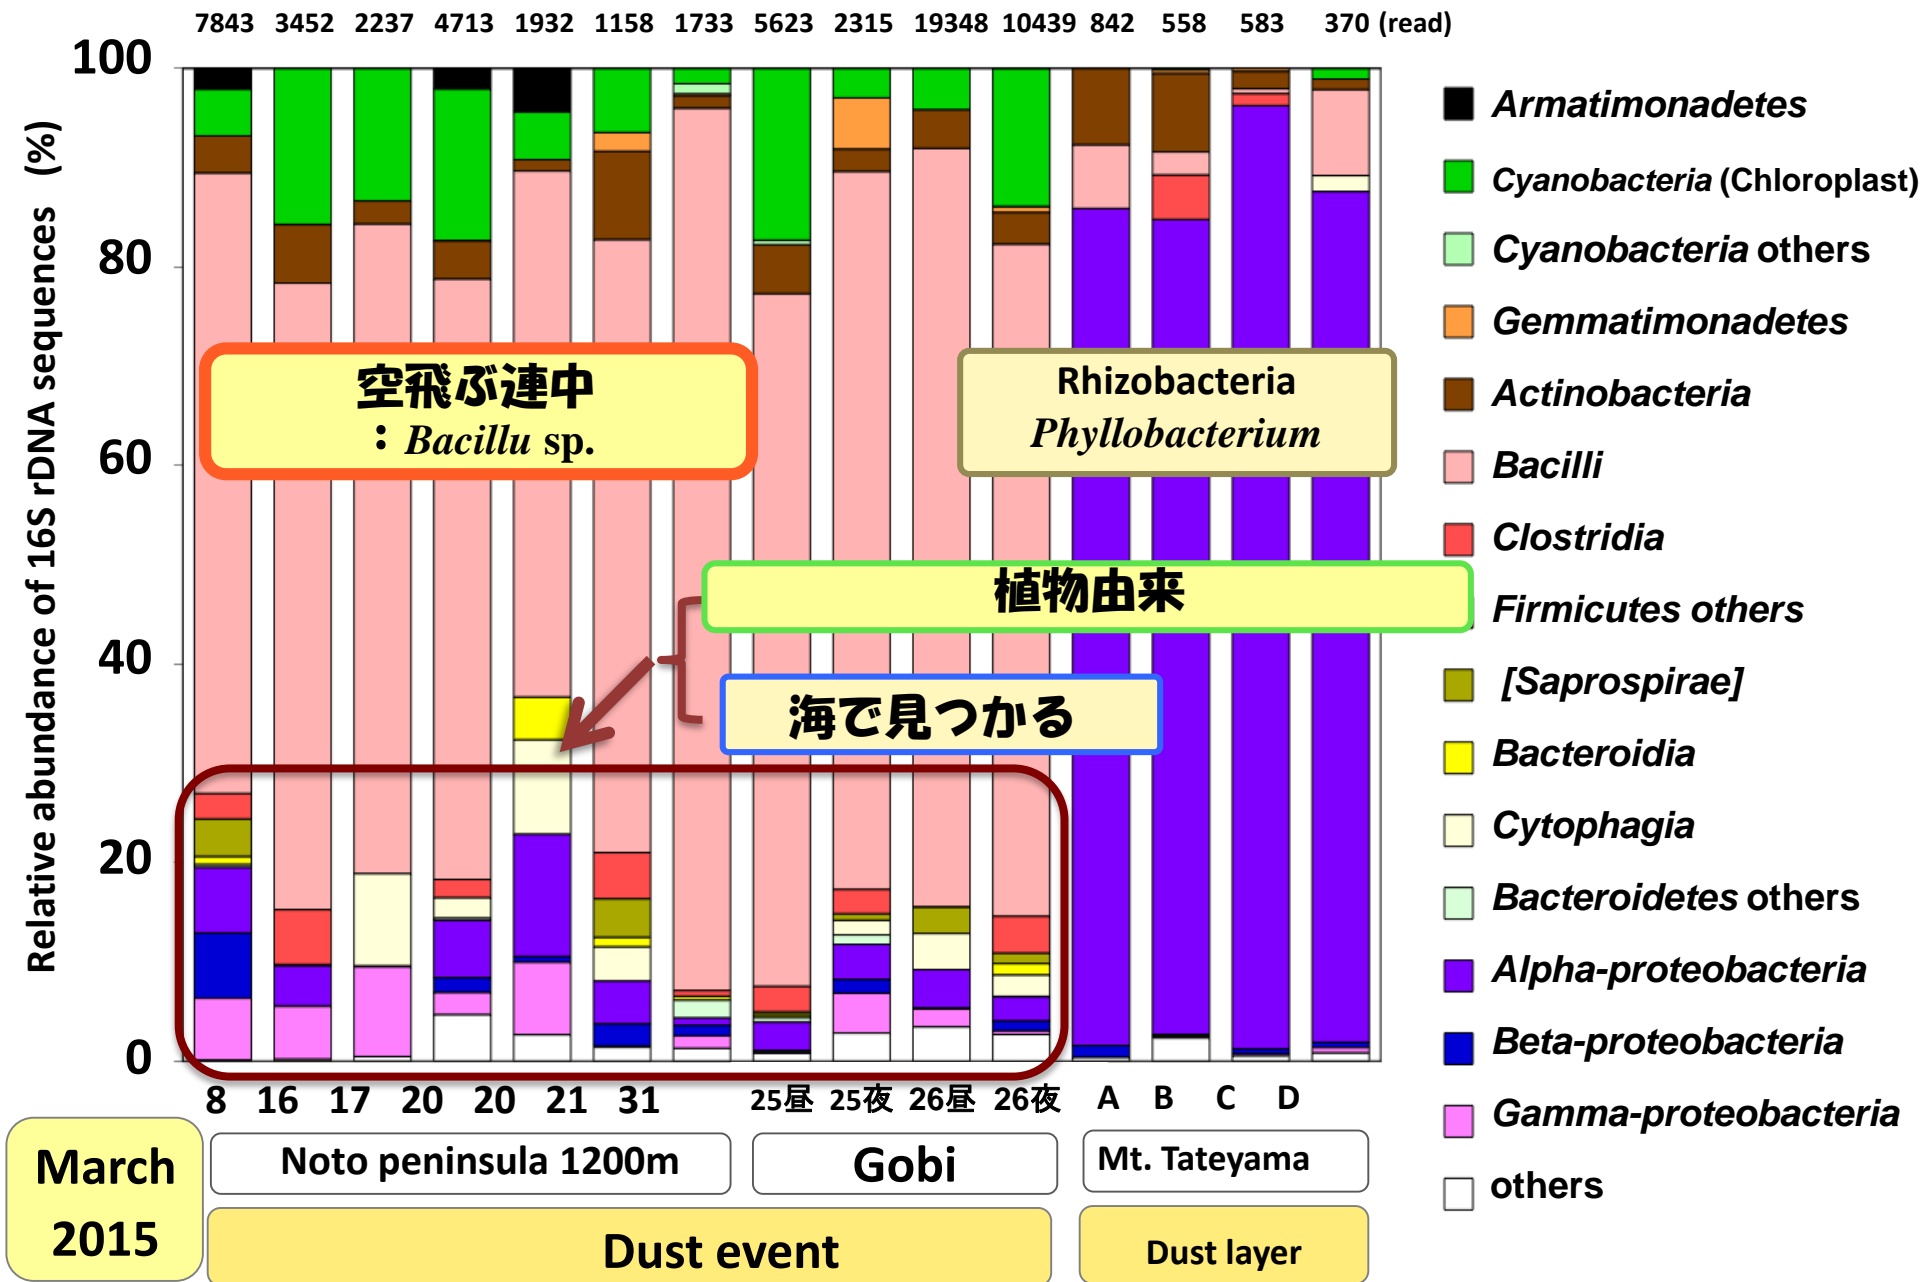 7843 3452 2237 4713 1932 1158 1733 5623 2315 19348 10439 842 558 583 370 (read)
Relative abundance of 16S rDNA sequences (%)
100
80
60
40
20
0
空飛ぶ連中
：Bacillu sp.
Rhizobacteria
Phyllobacterium
植物由来
海で見つかる
Armatimonadetes
Cyanobacteria (Chloroplast)
Cyanobacteria others
Gemmatimonadetes
Actinobacteria
Bacilli
Clostridia
Firmicutes others
[Saprospirae]
Bacteroidia
Cytophagia
Bacteroidetes others
Alpha-proteobacteria
Beta-proteobacteria
Gamma-proteobacteria
others
8 16 17 20 20 21 31 25昼 25夜 26昼 26夜 A B C D
Noto peninsula 1200m
Gobi
Mt. Tateyama
March
2015
Dust event
Dust layer